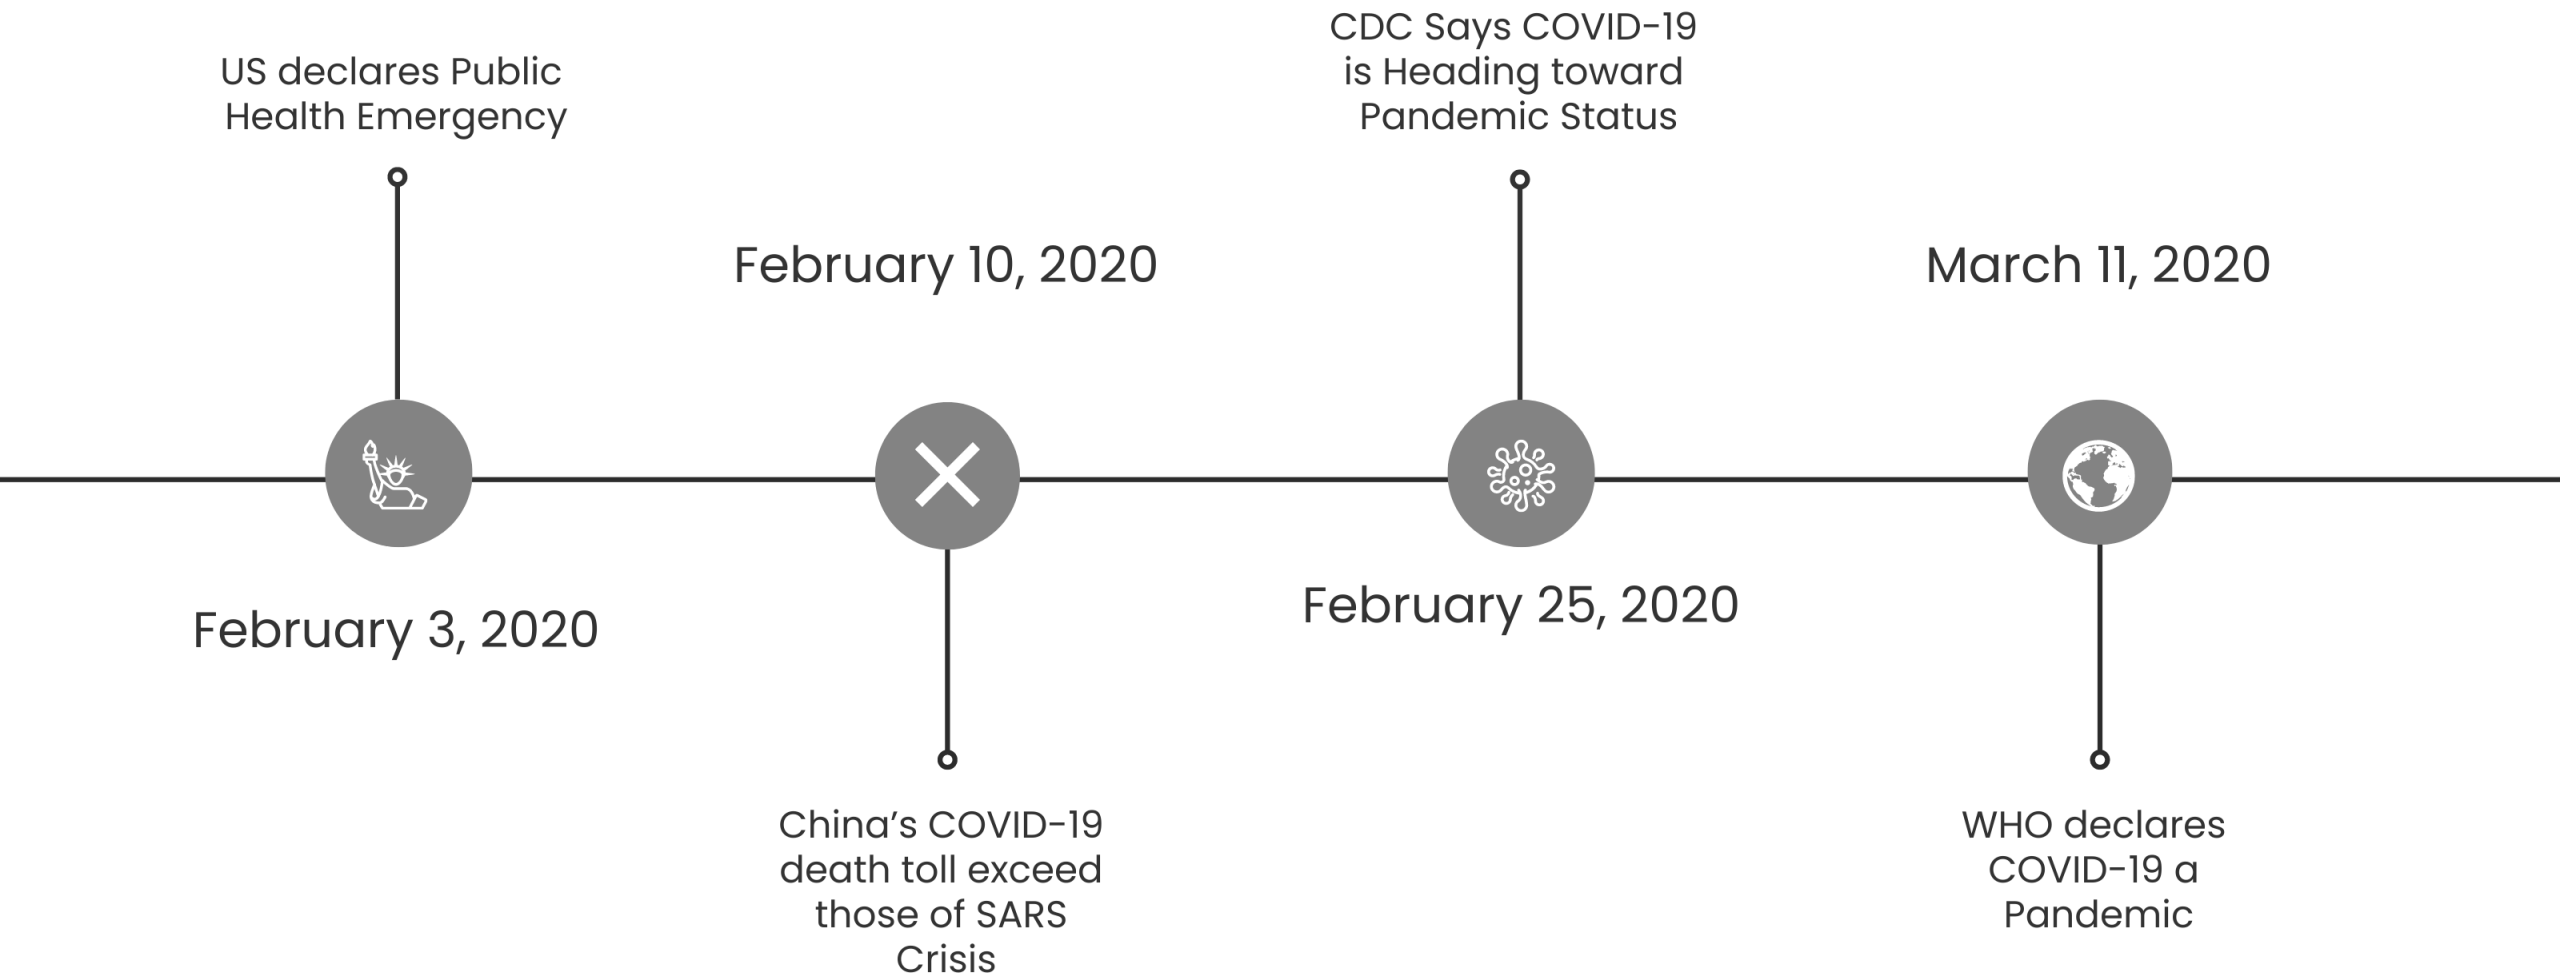 US declares Public
Health Emergency
February 3, 2020
February 10, 2020
China’s COVID-19
death toll exceed
those of SARS
Crisis
CDC Says COVID-19
is Heading toward
Pandemic Status
February 25, 2020
March 11, 2020
WHO declares
COVID-19 a
Pandemic